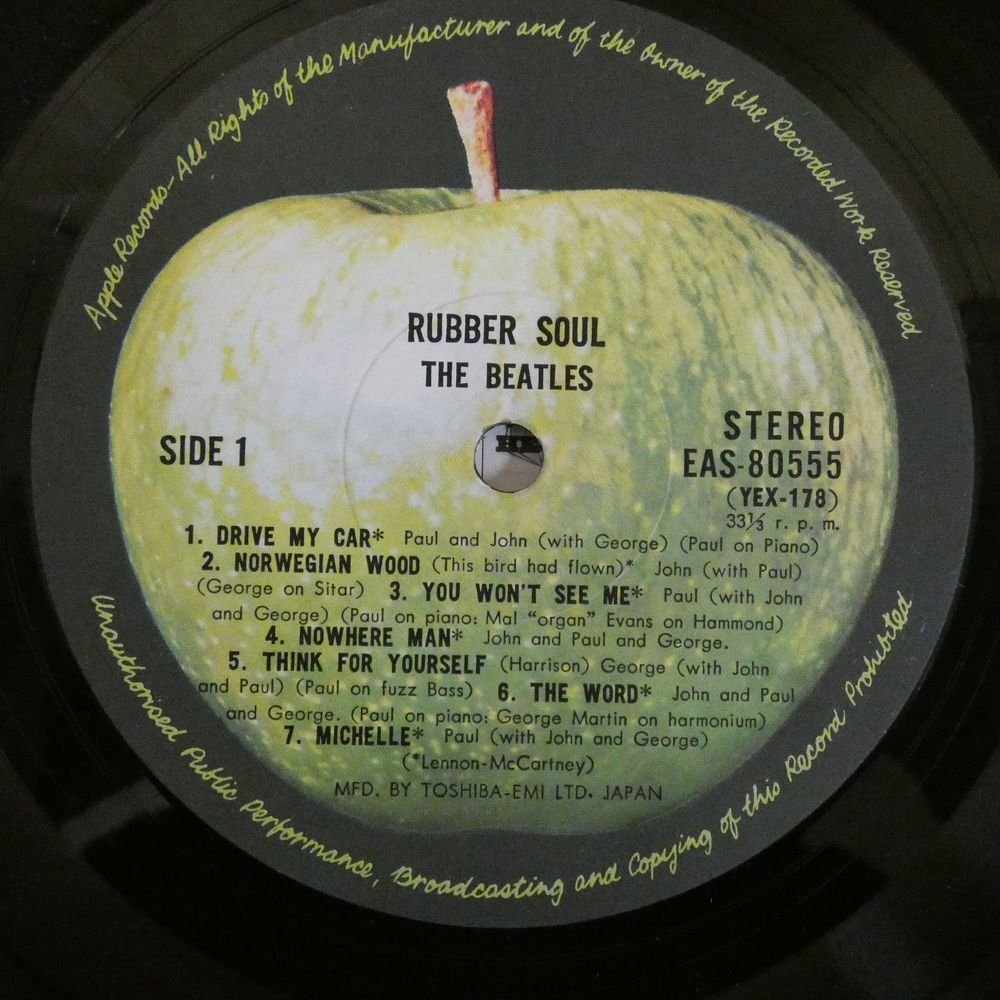 Apple Records - All Rights of the Manufacturer and of the Owner of the Recorded Work Reserved
RUBBER SOUL
THE BEATLES
HE
SIDE 1
STEREO
EAS-80555
(YEX-178)
33⅓ r. p. m.
1. DRIVE MY CAR* Paul and John (with George) (Paul on Piano)
2. NORWEGIAN WOOD (This bird had flown)* John (with Paul)
(George on Sitar) 3. YOU WON'T SEE ME* Paul (with John
and George) (Paul on piano: Mal "organ" Evans on Hammond)
4. NOWHERE MAN* John and Paul and George.
5. THINK FOR YOURSELF (Harrison) George (with John
and Paul) (Paul on fuzz Bass) 6. THE WORD* John and Paul
and George. (Paul on piano: George Martin on harmonium)
7. MICHELLE* Paul (with John and George)
(*Lennon-McCartney)
MFD. BY TOSHIBA-EMI LTD. JAPAN
Unauthorised Public Performance, Broadcasting and Copying of this Record Prohibited